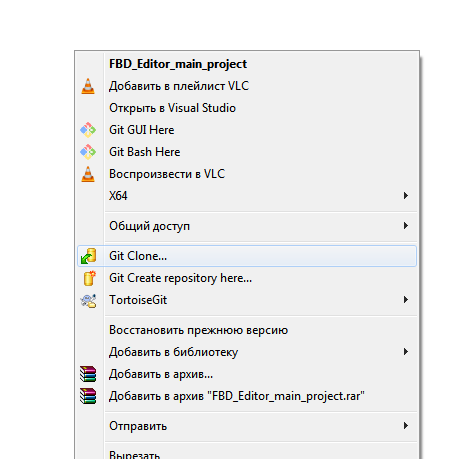 FBD_Editor_main_project
Добавить в плейлист VLC
Открыть в Visual Studio
Git GUI Here
Git Bash Here
Воспроизвести в VLC
X64
Общий доступ
Git Clone...
Git Create repository here...
TortoiseGit
Восстановить прежнюю версию
Добавить в библиотеку
Добавить в архив...
Добавить в архив "FBD_Editor_main_project.rar"
Отправить
Вырезать